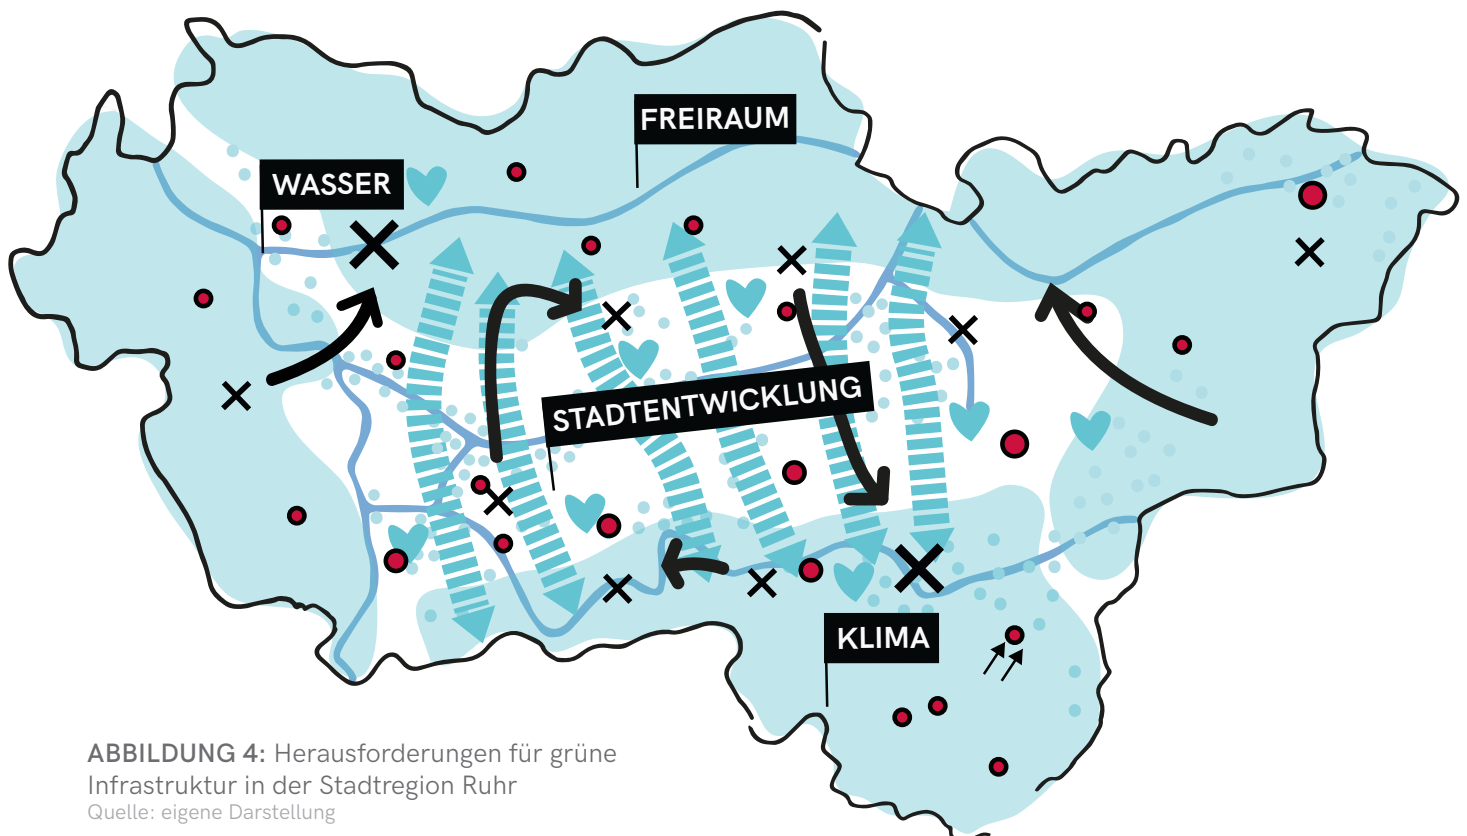 FREIRAUM
WASSER
STADTENTWICKLUNG
KLIMA
ABBILDUNG 4: Herausforderungen für grüne
Infrastruktur in der Stadtregion Ruhr
Quelle: eigene Darstellung